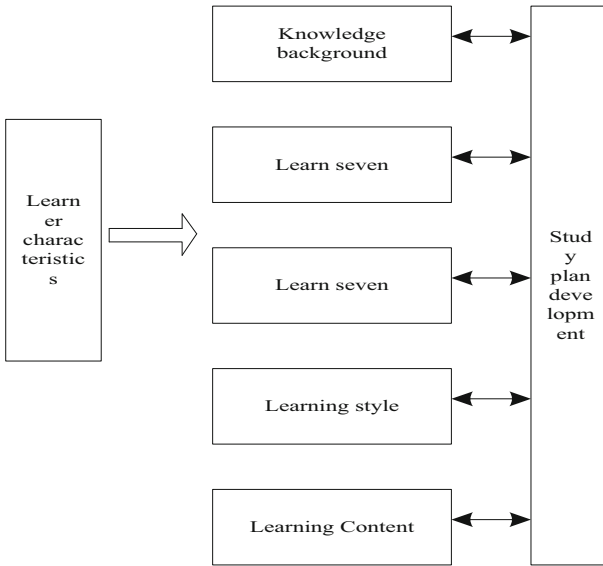 Knowledge
background
Learn seven
Learn
er
charac
teristic
s
Learn seven
Stud
y
plan
deve
lopm
ent
Learning style
Learning Content